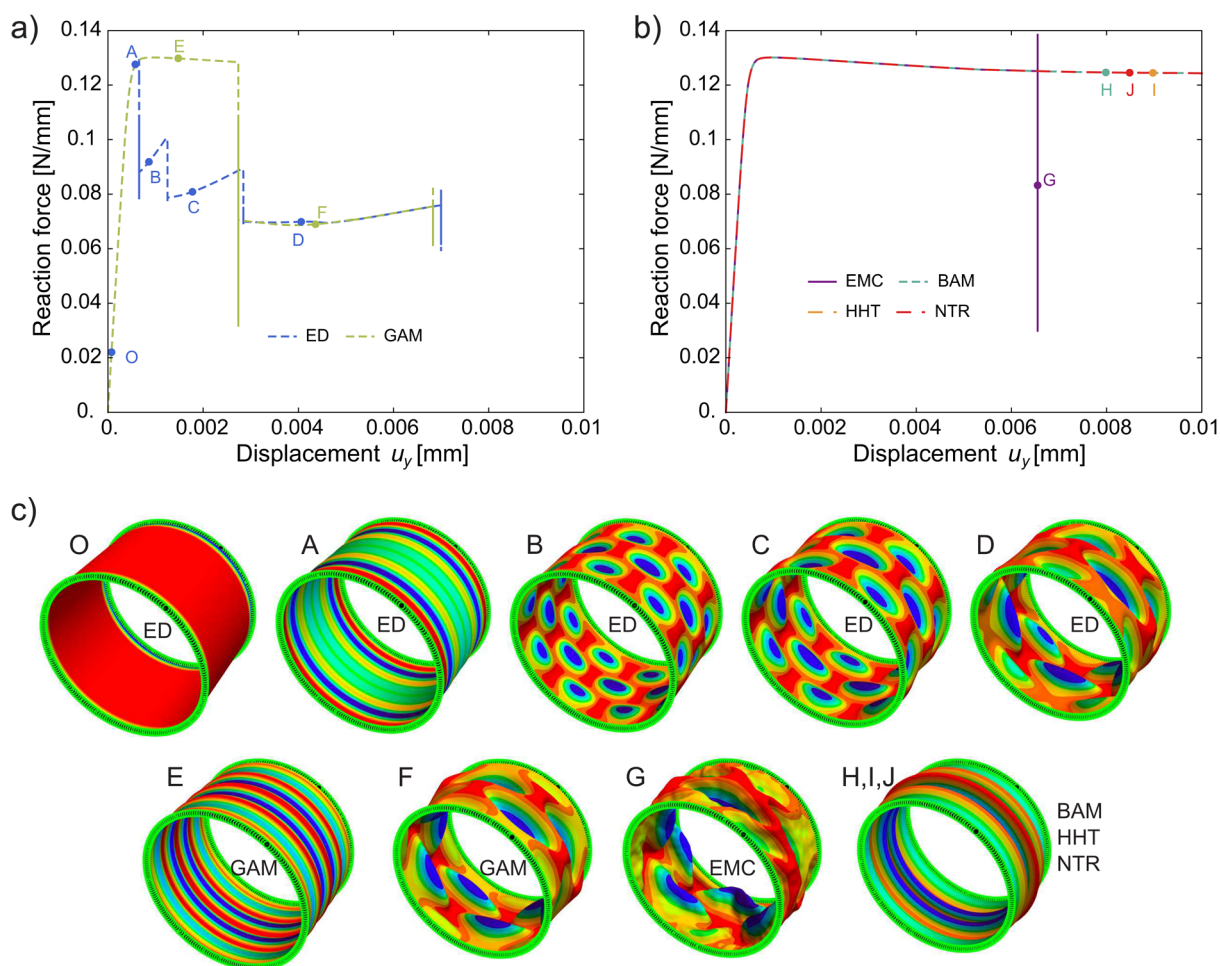 a)
Reaction force [N/mm]
0.14
0.12
0.1
0.08
0.06
0.04
0.02
0.
A
E
B
C
D
F
O
ED GAM
0. 0.002 0.004 0.006 0.008 0.01
Displacement u_y [mm]
b)
Reaction force [N/mm]
0.14
0.12
0.1
0.08
0.06
0.04
0.02
0.
H J I
G
EMC BAM
HHT NTR
0. 0.002 0.004 0.006 0.008 0.01
Displacement u_y [mm]
c)
O A B C D
ED ED ED ED ED
E F G H,I,J
GAM GAM EMC
BAM
HHT
NTR